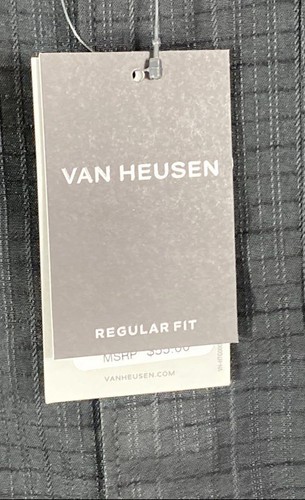 VAN HEUSEN
REGULAR FIT
MSRP
VANHEUSEN.COM